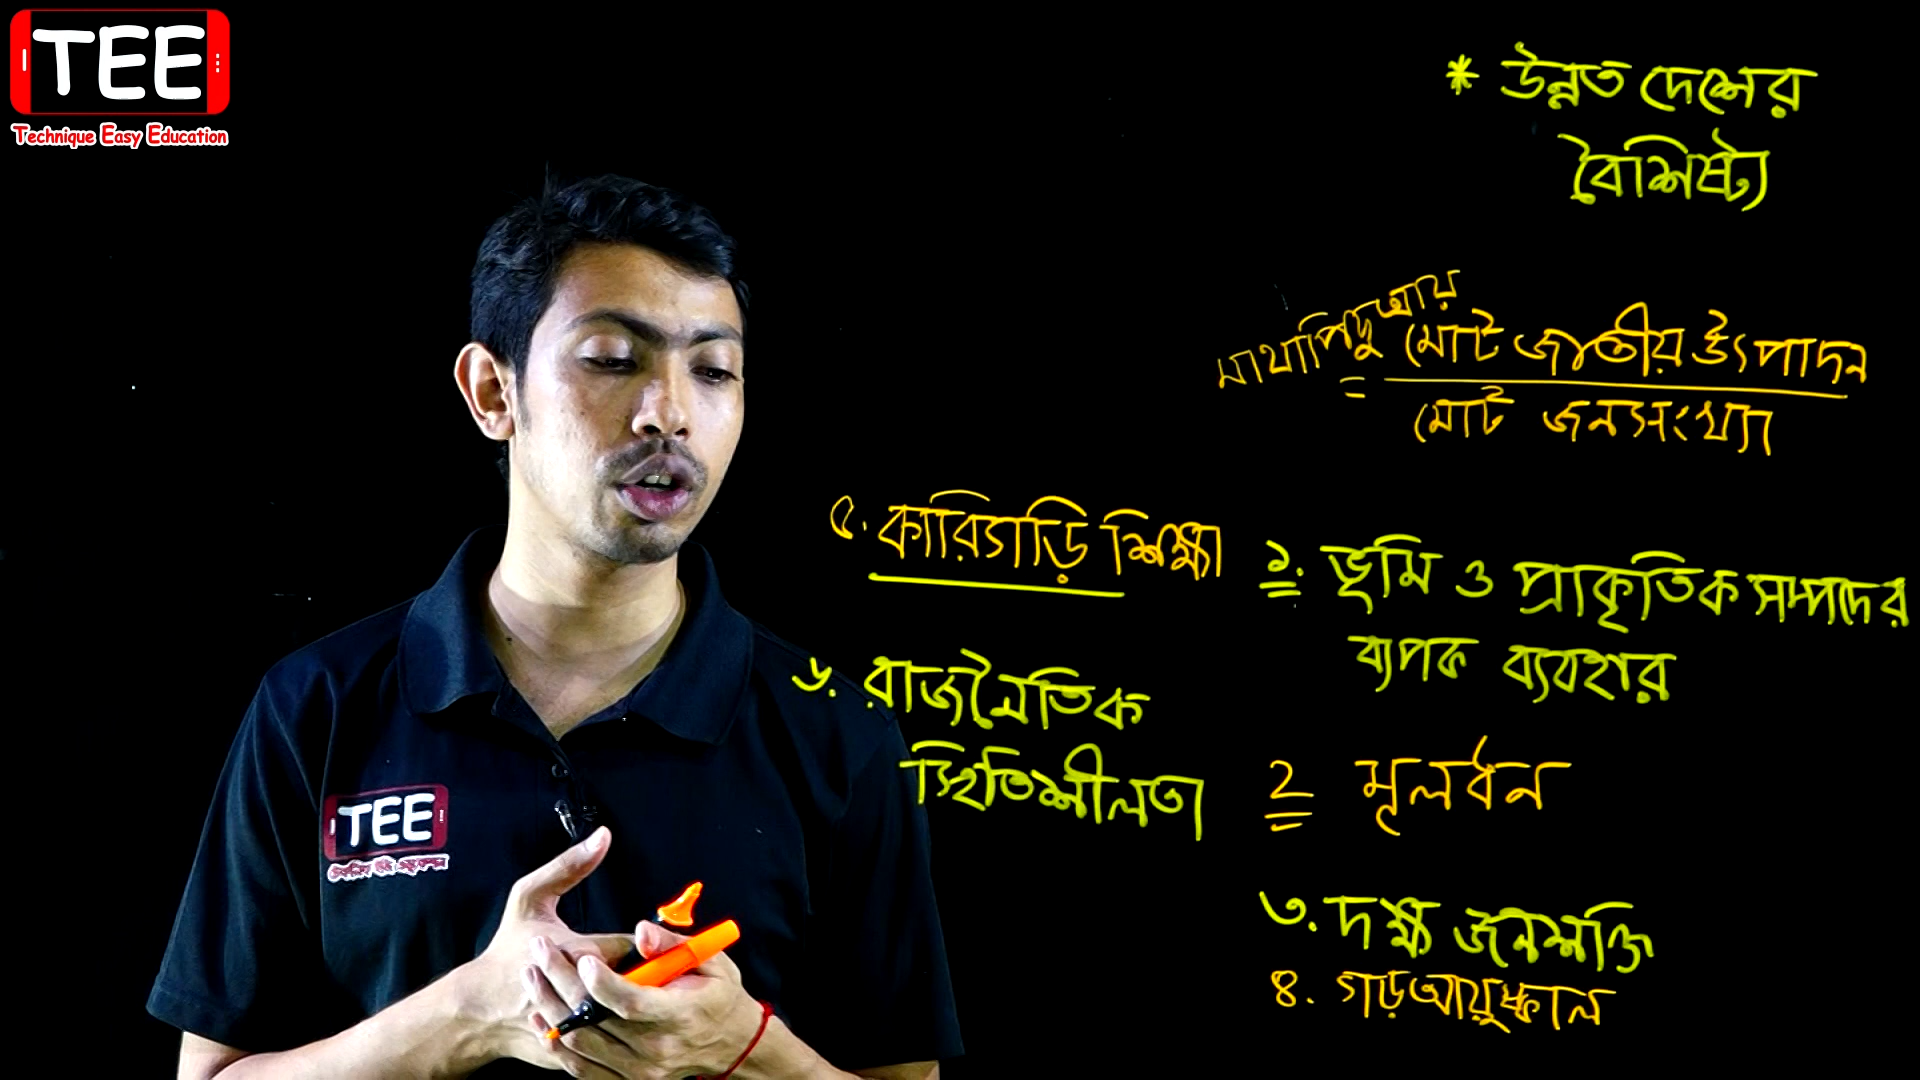 TEE
Technique Easy Education
* উন্নত দেশের
বৈশিষ্ট্য
মাথাপিছু আয়
= মোট জাতীয় উৎপাদন
মোট জনসংখ্যা
১. ভূমি ও প্রাকৃতিক সম্পদের
ব্যাপক ব্যবহার
2 মূলধন
৩. দক্ষ জনশক্তি
৪. গড় আয়ুষ্কাল
৫. কারিগড়ি শিক্ষা
৬. রাজনৈতিক
স্থিতিশীলতা
TEE